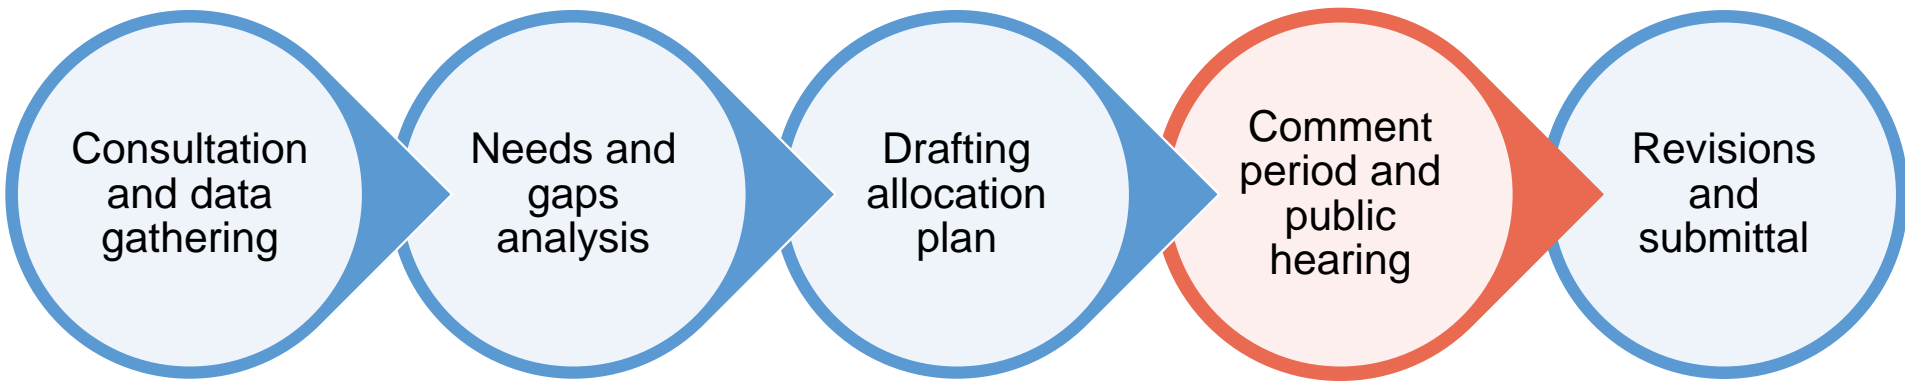 Consultation
and data
gathering
Needs and
gaps
analysis
Drafting
allocation
plan
Comment
period and
public
hearing
Revisions
and
submittal